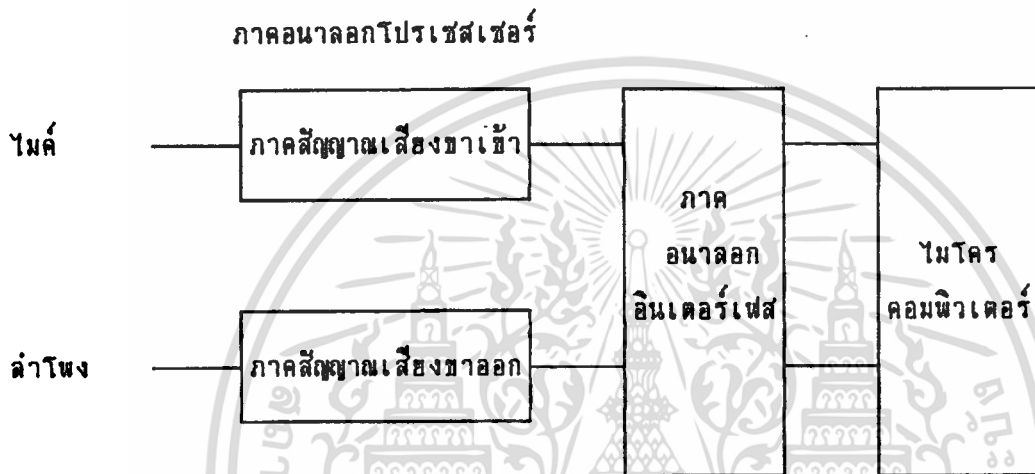 ภาคอนาลอกโปรเซสเซอร์
ไมค์
ภาคสัญญาณเสียงขาเข้า
ภาค
อนาลอก
อินเตอร์เฟส
ไมโคร
คอมพิวเตอร์
ลำโพง
ภาคสัญญาณเสียงขาออก